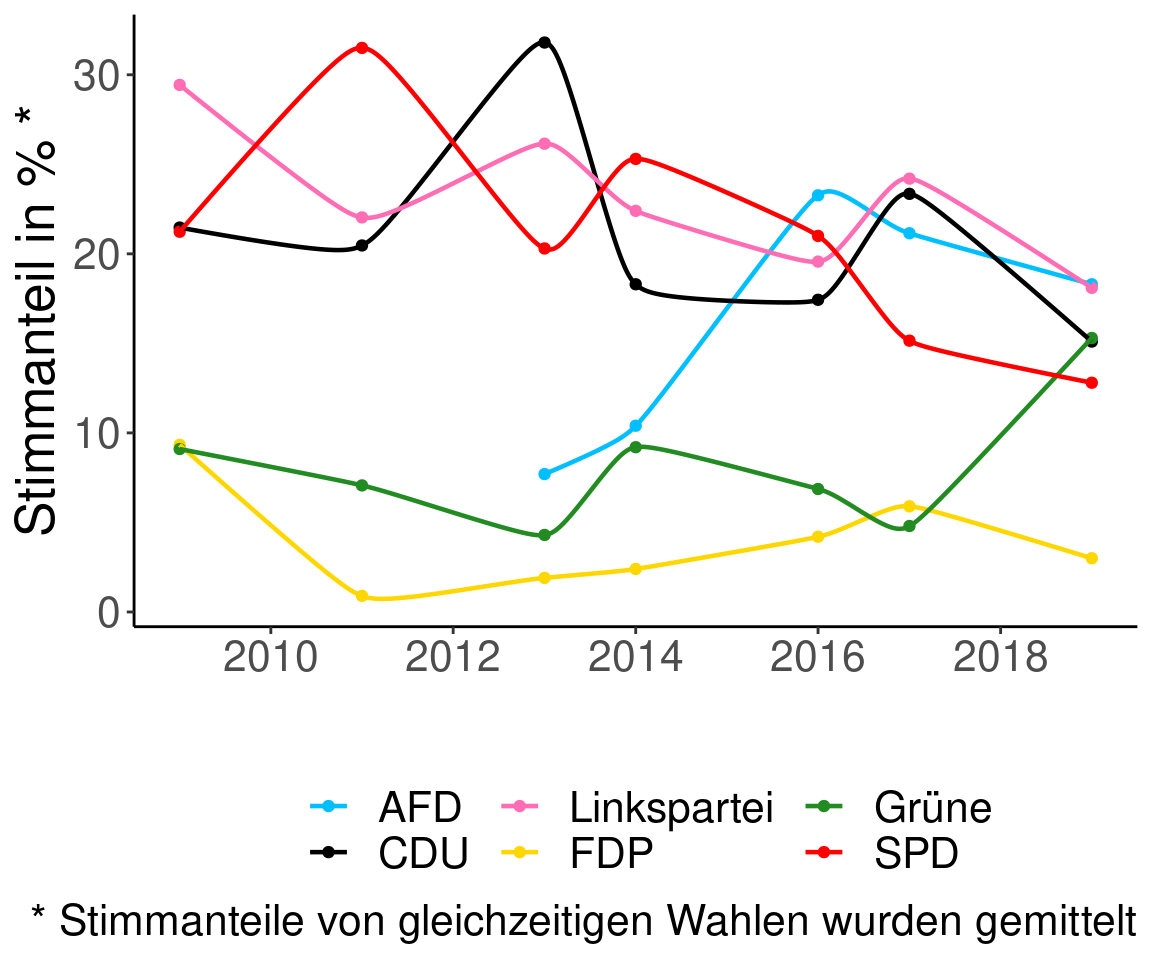 Stimmanteil in % *
30
20
10
0
2010 2012 2014 2016 2018
AFD Linkspartei Grüne
CDU FDP SPD
* Stimmanteile von gleichzeitigen Wahlen wurden gemittelt